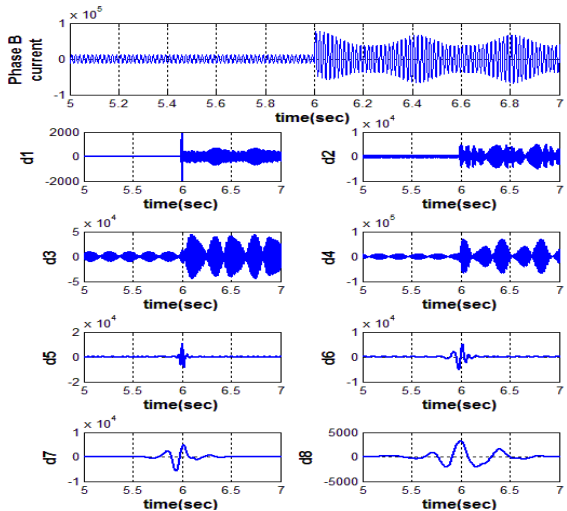 x 10^5
1
0
-1
Phase B
current
5 5.2 5.4 5.6 5.8 6 6.2 6.4 6.6 6.8 7
time(sec)
2000
0
-2000
d1
5 5.5 6 6.5 7
time(sec)
x 10^4
1
0
-1
d2
5 5.5 6 6.5 7
time(sec)
x 10^4
5
0
-5
d3
5 5.5 6 6.5 7
time(sec)
x 10^5
1
0
-1
d4
5 5.5 6 6.5 7
time(sec)
x 10^4
2
0
-2
d5
5 5.5 6 6.5 7
time(sec)
x 10^4
1
0
-1
d6
5 5.5 6 6.5 7
time(sec)
x 10^4
1
0
-1
d7
5 5.5 6 6.5 7
time(sec)
5000
0
-5000
d8
5 5.5 6 6.5 7
time(sec)